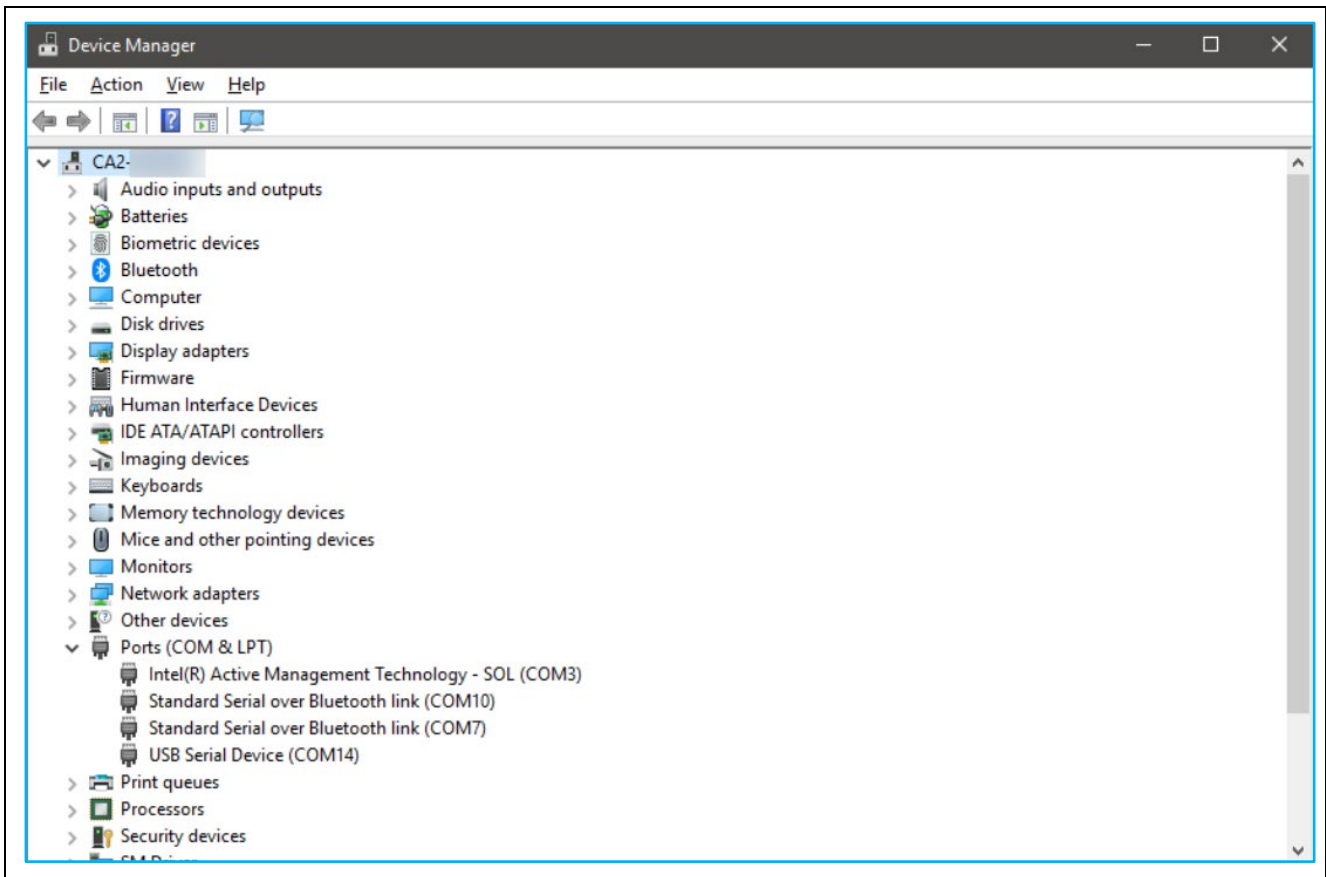 Device Manager
File Action View Help
CA2-
Audio inputs and outputs
Batteries
Biometric devices
Bluetooth
Computer
Disk drives
Display adapters
Firmware
Human Interface Devices
IDE ATA/ATAPI controllers
Imaging devices
Keyboards
Memory technology devices
Mice and other pointing devices
Monitors
Network adapters
Other devices
Ports (COM & LPT)
Intel(R) Active Management Technology - SOL (COM3)
Standard Serial over Bluetooth link (COM10)
Standard Serial over Bluetooth link (COM7)
USB Serial Device (COM14)
Print queues
Processors
Security devices